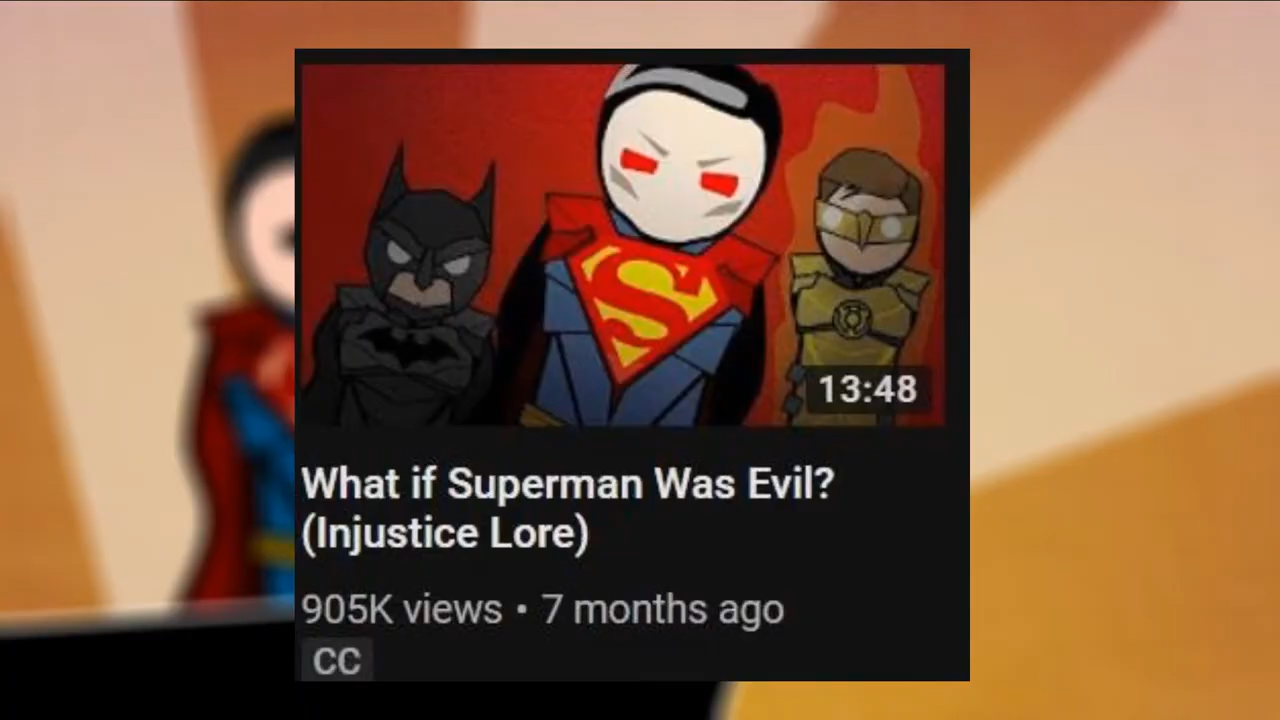 S
13:48
What if Superman Was Evil?
(Injustice Lore)
905K views • 7 months ago
CC